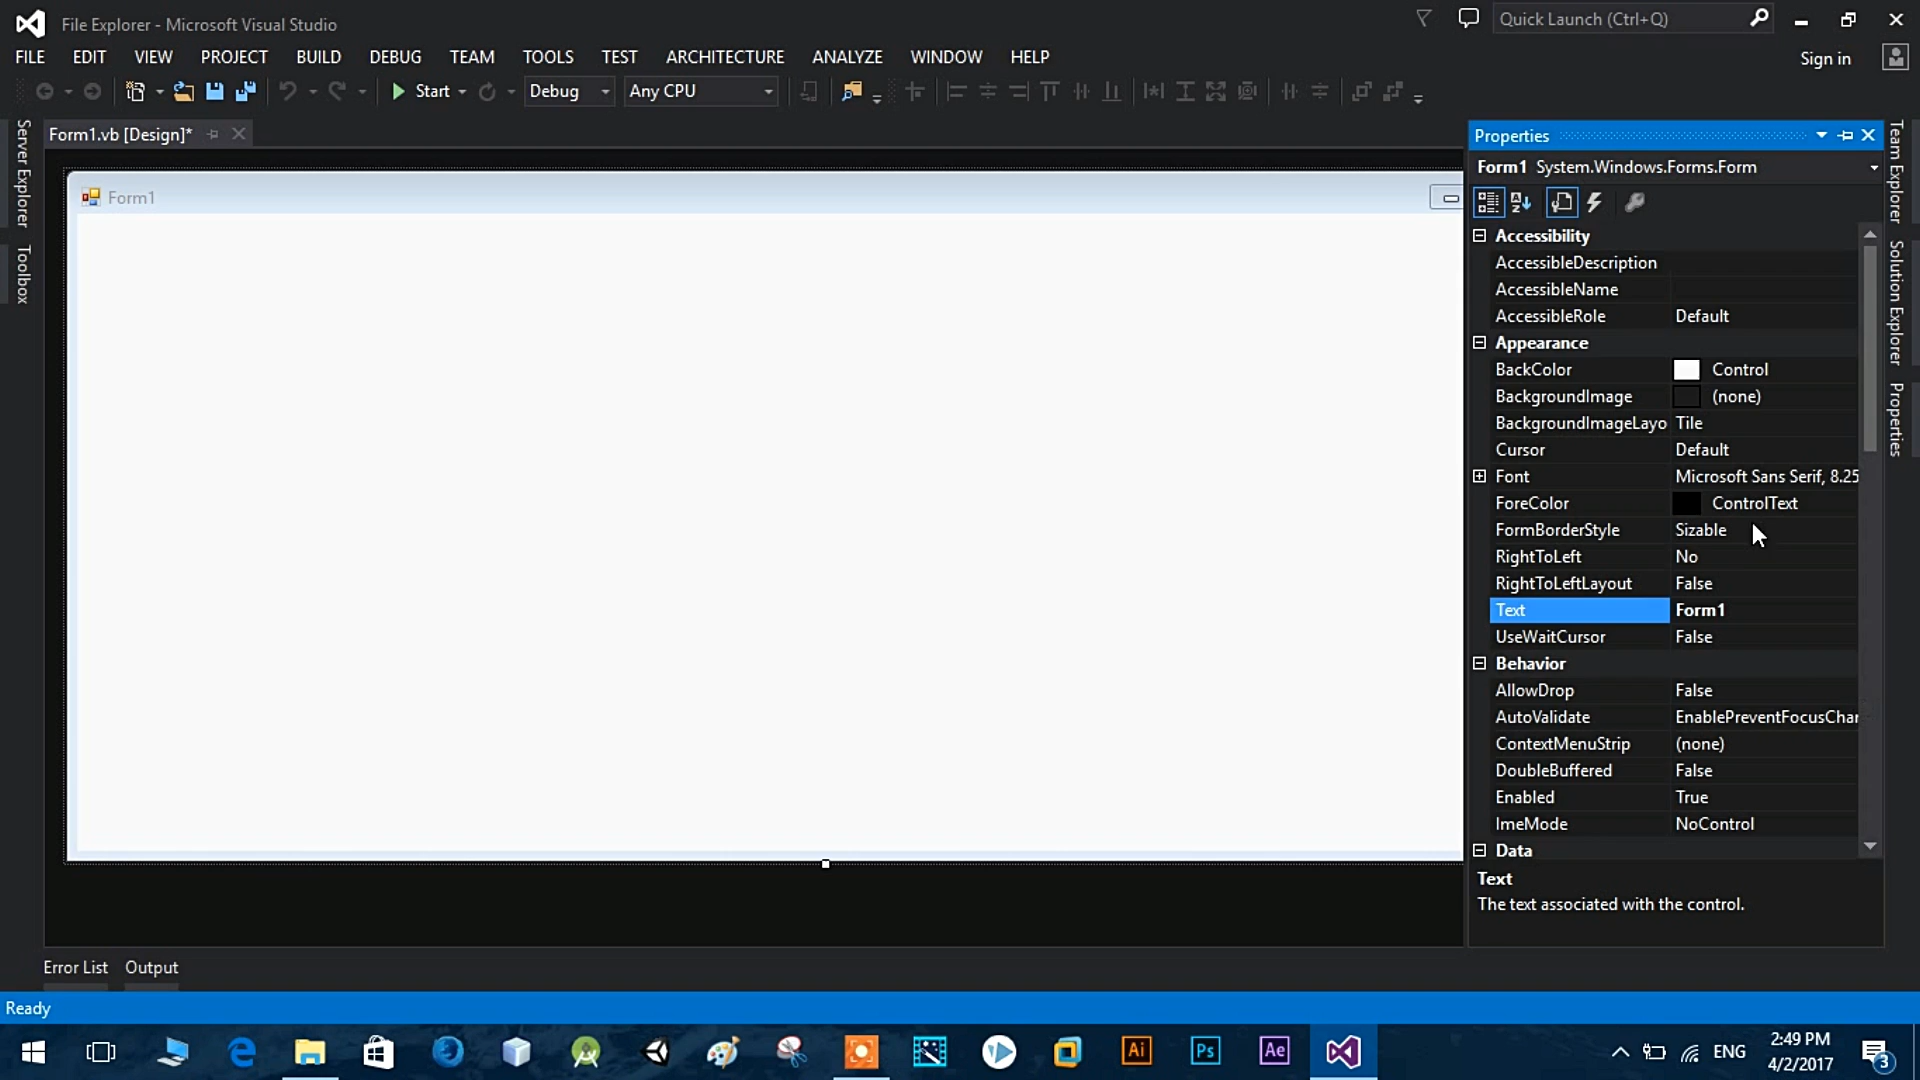 File Explorer - Microsoft Visual Studio
Quick Launch (Ctrl+Q)
FILE EDIT VIEW PROJECT BUILD DEBUG TEAM TOOLS TEST ARCHITECTURE ANALYZE WINDOW HELP
Sign in
Start Debug Any CPU
Server Explorer
Toolbox
Form1.vb [Design]*
Form1
Properties
Form1 System.Windows.Forms.Form
Accessibility
AccessibleDescription
AccessibleName
AccessibleRole Default
Appearance
BackColor Control
BackgroundImage (none)
BackgroundImageLayo Tile
Cursor Default
Font Microsoft Sans Serif, 8.25
ForeColor ControlText
FormBorderStyle Sizable
RightToLeft No
RightToLeftLayout False
Text Form1
UseWaitCursor False
Behavior
AllowDrop False
AutoValidate EnablePreventFocusChar
ContextMenuStrip (none)
DoubleBuffered False
Enabled True
ImeMode NoControl
Data
Text
The text associated with the control.
Team Explorer
Solution Explorer
Properties
Error List Output
Ready
Ai
Ps
Ae
ENG
2:49 PM
4/2/2017
3